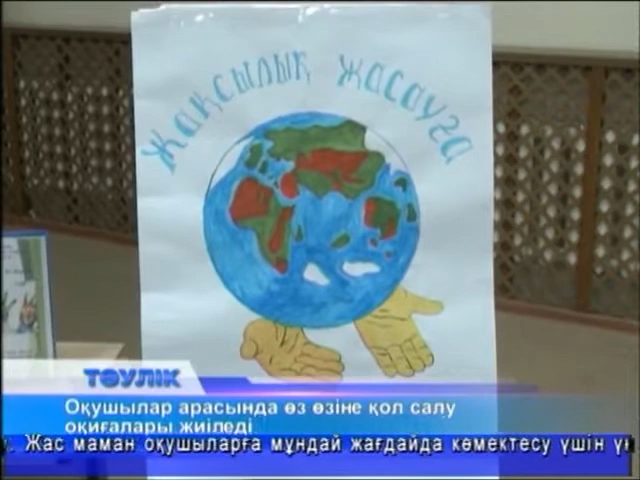 Жақсылық жасауға
ТӘУЛІК
Оқушылар арасында өз өзіне қол салу
оқиғалары жиіледі
Жас маман оқушыларға мұндай жағдайда көмектесу үшін